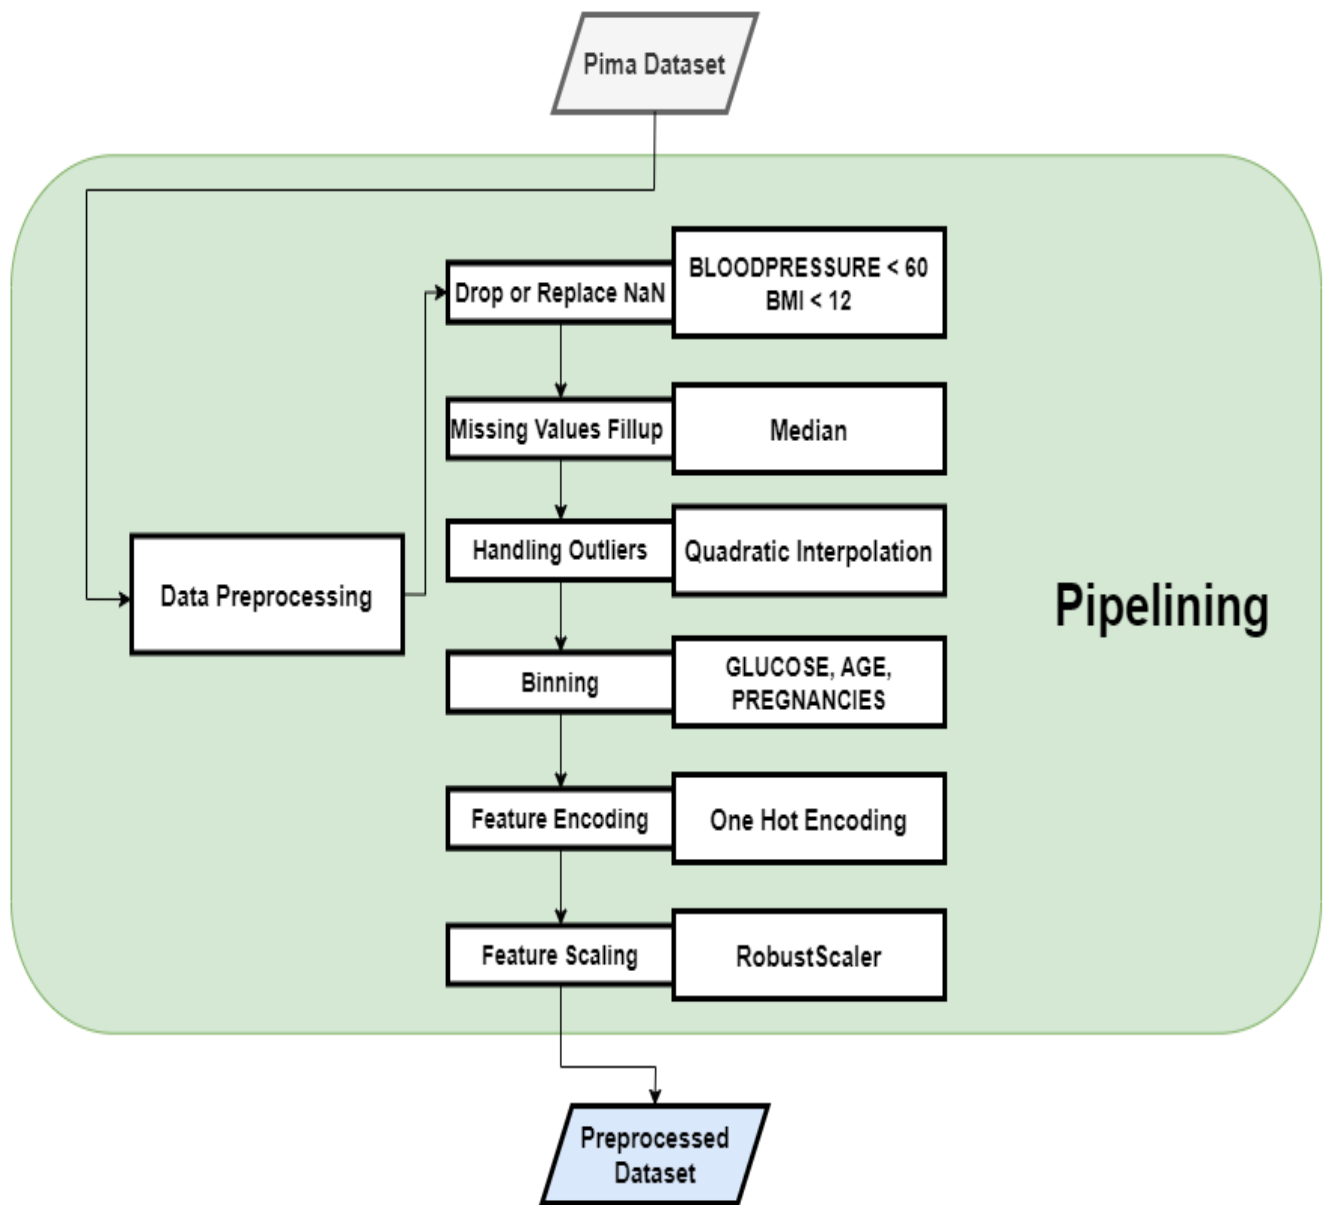 Pima Dataset
Drop or Replace NaN
BLOODPRESSURE < 60
BMI < 12
Missing Values Fillup
Median
Handling Outliers
Quadratic Interpolation
Data Preprocessing
Pipelining
Binning
GLUCOSE, AGE,
PREGNANCIES
Feature Encoding
One Hot Encoding
Feature Scaling
RobustScaler
Preprocessed
Dataset